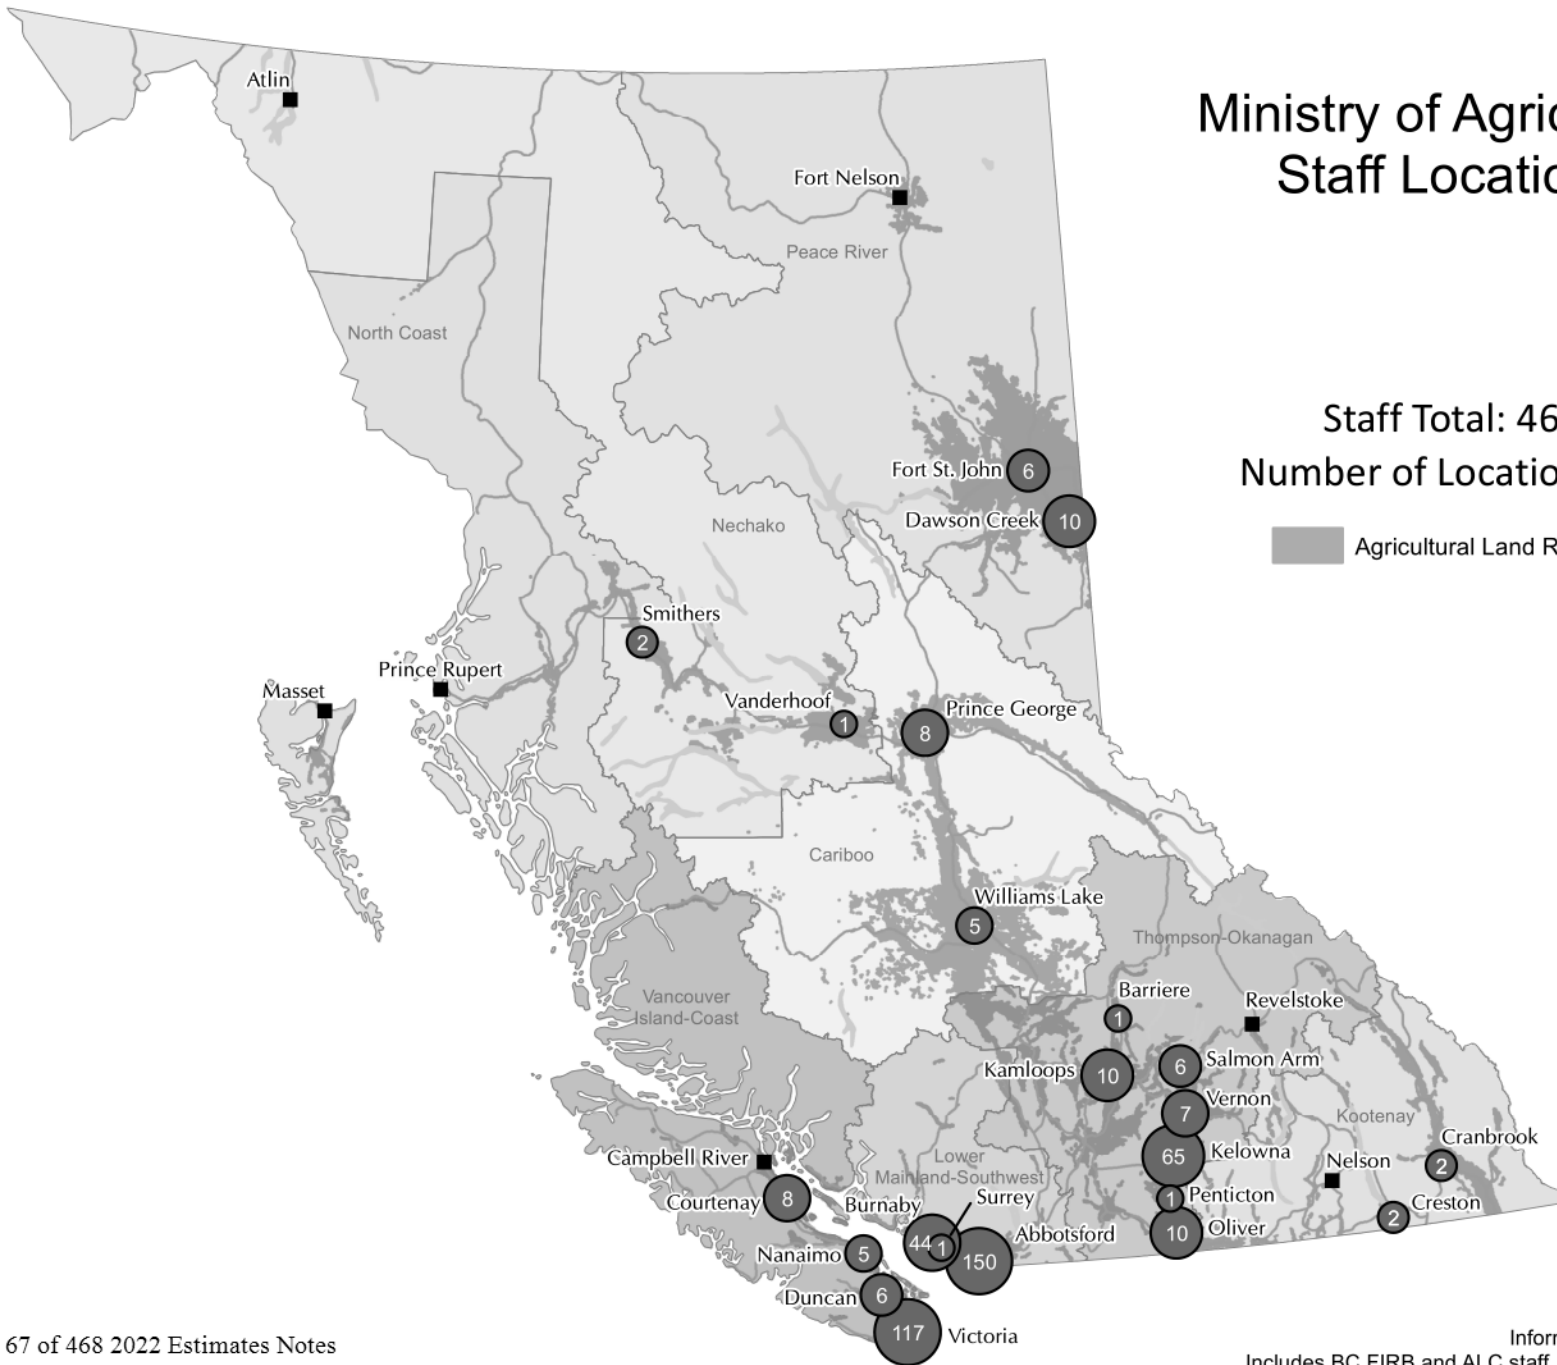 Ministry of Agric
Staff Locatio
Staff Total: 46
Number of Locatio
Agricultural Land R
Atlin
Fort Nelson
Peace River
North Coast
Fort St. John
6
Dawson Creek
10
Nechako
Smithers
2
Prince Rupert
Masset
Vanderhoof
1
Prince George
8
Cariboo
Williams Lake
5
Thompson-Okanagan
Vancouver
Island-Coast
Barriere
1
Revelstoke
Kamloops
10
6
Salmon Arm
7
Vernon
Kootenay
Cranbrook
2
65
Kelowna
Nelson
Campbell River
Lower
Mainland-Southwest
1
Penticton
Creston
2
Courtenay
8
Burnaby
44
Surrey
1
Abbotsford
150
10
Oliver
Nanaimo
5
Duncan
6
117
Victoria
67 of 468 2022 Estimates Notes
Inforr
Includes BC FIRB and ALC staff